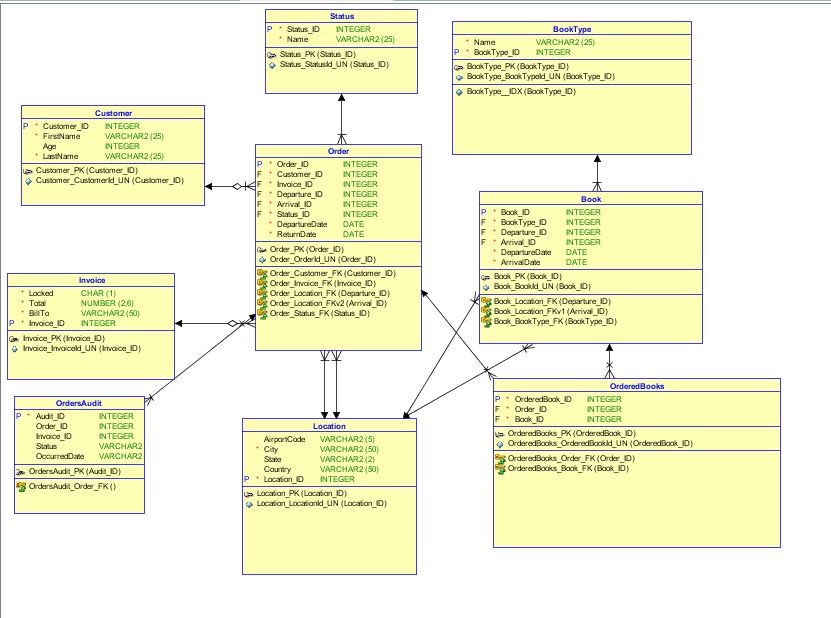 Status
P * Status_ID INTEGER
* Name VARCHAR2 (25)
Status_PK (Status_ID)
Status_StatusId_UN (Status_ID)
BookType
* Name VARCHAR2 (25)
P * BookType_ID INTEGER
BookType_PK (BookType_ID)
BookType_BookTypeId_UN (BookType_ID)
BookType__IDX (BookType_ID)
Customer
P * Customer_ID INTEGER
* FirstName VARCHAR2 (25)
Age INTEGER
* LastName VARCHAR2 (25)
Customer_PK (Customer_ID)
Customer_CustomerId_UN (Customer_ID)
Order
P * Order_ID INTEGER
F * Customer_ID INTEGER
F * Invoice_ID INTEGER
F * Departure_ID INTEGER
F * Arrival_ID INTEGER
F * Status_ID INTEGER
* DepartureDate DATE
* ReturnDate DATE
Order_PK (Order_ID)
Order_OrderId_UN (Order_ID)
Order_Customer_FK (Customer_ID)
Order_Invoice_FK (Invoice_ID)
Order_Location_FK (Departure_ID)
Order_Location_FKv2 (Arrival_ID)
Order_Status_FK (Status_ID)
Book
P * Book_ID INTEGER
F * BookType_ID INTEGER
F * Departure_ID INTEGER
F * Arrival_ID INTEGER
* DepartureDate DATE
* ArrivalDate DATE
Book_PK (Book_ID)
Book_BookId_UN (Book_ID)
Book_Location_FK (Departure_ID)
Book_Location_FKv1 (Arrival_ID)
Book_BookType_FK (BookType_ID)
Invoice
* Locked CHAR (1)
* Total NUMBER (2,6)
* BillTo VARCHAR2 (50)
P * Invoice_ID INTEGER
Invoice_PK (Invoice_ID)
Invoice_InvoiceId_UN (Invoice_ID)
OrdersAudit
P * Audit_ID INTEGER
Order_ID INTEGER
Invoice_ID INTEGER
Status VARCHAR2
OccurredDate VARCHAR2
OrdersAudit_PK (Audit_ID)
OrdersAudit_Order_FK ()
Location
AirportCode VARCHAR2 (5)
* City VARCHAR2 (50)
State VARCHAR2 (2)
Country VARCHAR2 (50)
P * Location_ID INTEGER
Location_PK (Location_ID)
Location_LocationId_UN (Location_ID)
OrderedBooks
P * OrderedBook_ID INTEGER
F * Order_ID INTEGER
F * Book_ID INTEGER
OrderedBooks_PK (OrderedBook_ID)
OrderedBooks_OrderedBookId_UN (OrderedBook_ID)
OrderedBooks_Order_FK (Order_ID)
OrderedBooks_Book_FK (Book_ID)